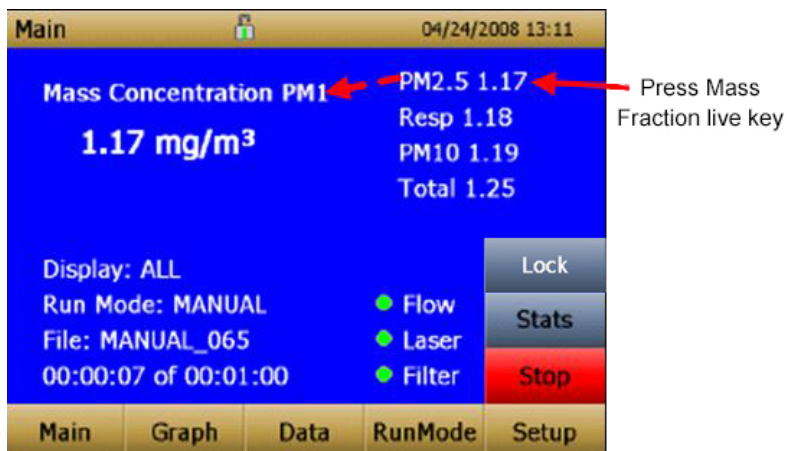 Main
04/24/2008 13:11
Mass Concentration PM1
1.17 mg/m³
PM2.5 1.17
Resp 1.18
PM10 1.19
Total 1.25
Press Mass
Fraction live key
Display: ALL
Run Mode: MANUAL
File: MANUAL_065
00:00:07 of 00:01:00
Flow
Laser
Filter
Lock
Stats
Stop
Main Graph Data RunMode Setup